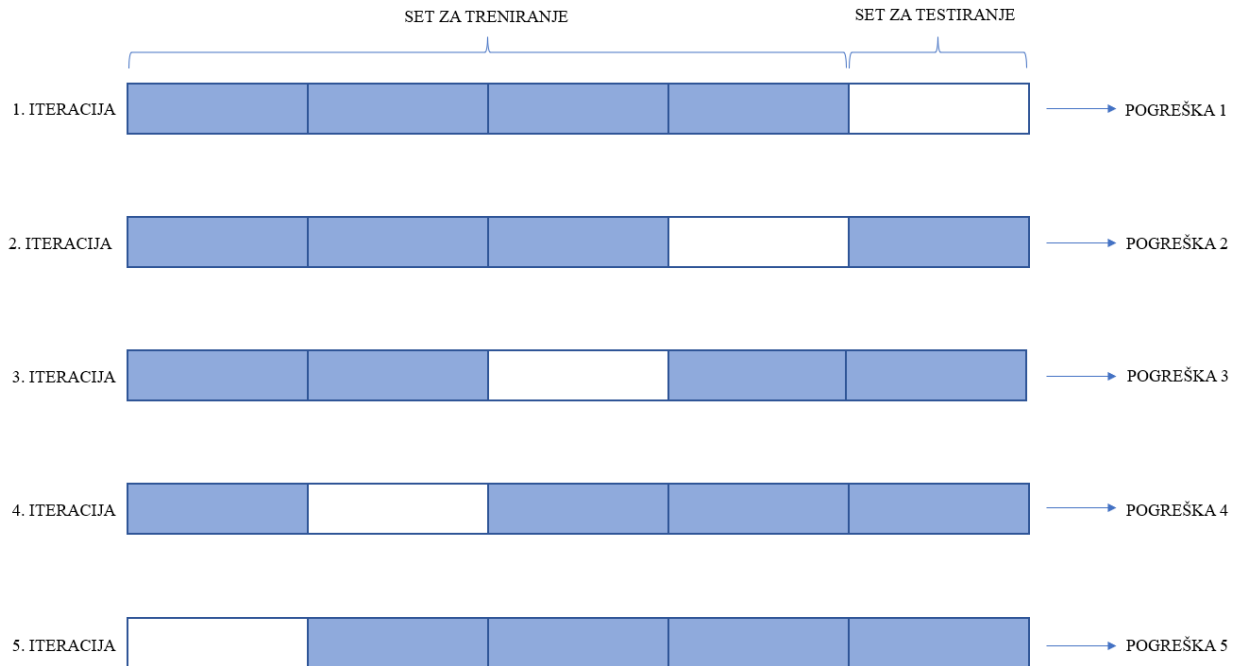 SET ZA TRENIRANJE
SET ZA TESTIRANJE
1. ITERACIJA
POGREŠKA 1
2. ITERACIJA
POGREŠKA 2
3. ITERACIJA
POGREŠKA 3
4. ITERACIJA
POGREŠKA 4
5. ITERACIJA
POGREŠKA 5